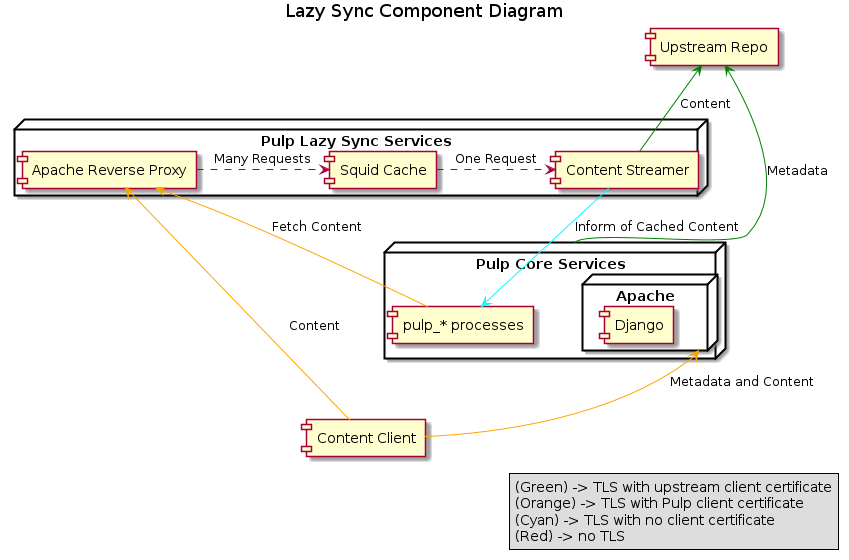 Lazy Sync Component Diagram
Upstream Repo
Content
Pulp Lazy Sync Services
Many Requests
One Request
Apache Reverse Proxy
Squid Cache
Content Streamer
Metadata
Fetch Content
Inform of Cached Content
Pulp Core Services
Apache
pulp_* processes
Django
Content
Metadata and Content
Content Client
(Green) -> TLS with upstream client certificate
(Orange) -> TLS with Pulp client certificate
(Cyan) -> TLS with no client certificate
(Red) -> no TLS